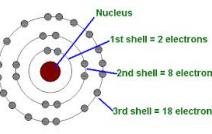 Nucleus
1st shell = 2 electrons
2nd shell = 8 electron
3rd shell = 18 electron